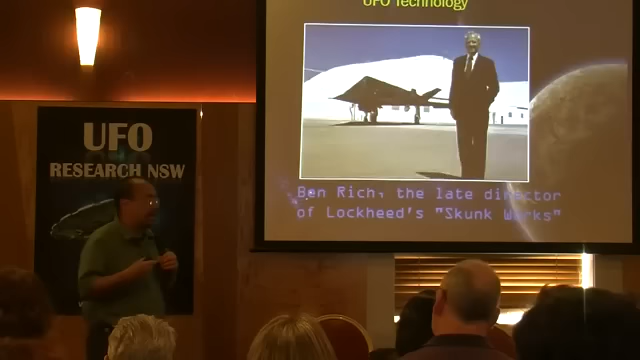 UFO Technology
UFO
RESEARCH NSW
Ben Rich, the late director
of Lockheed's "Skunk Works"